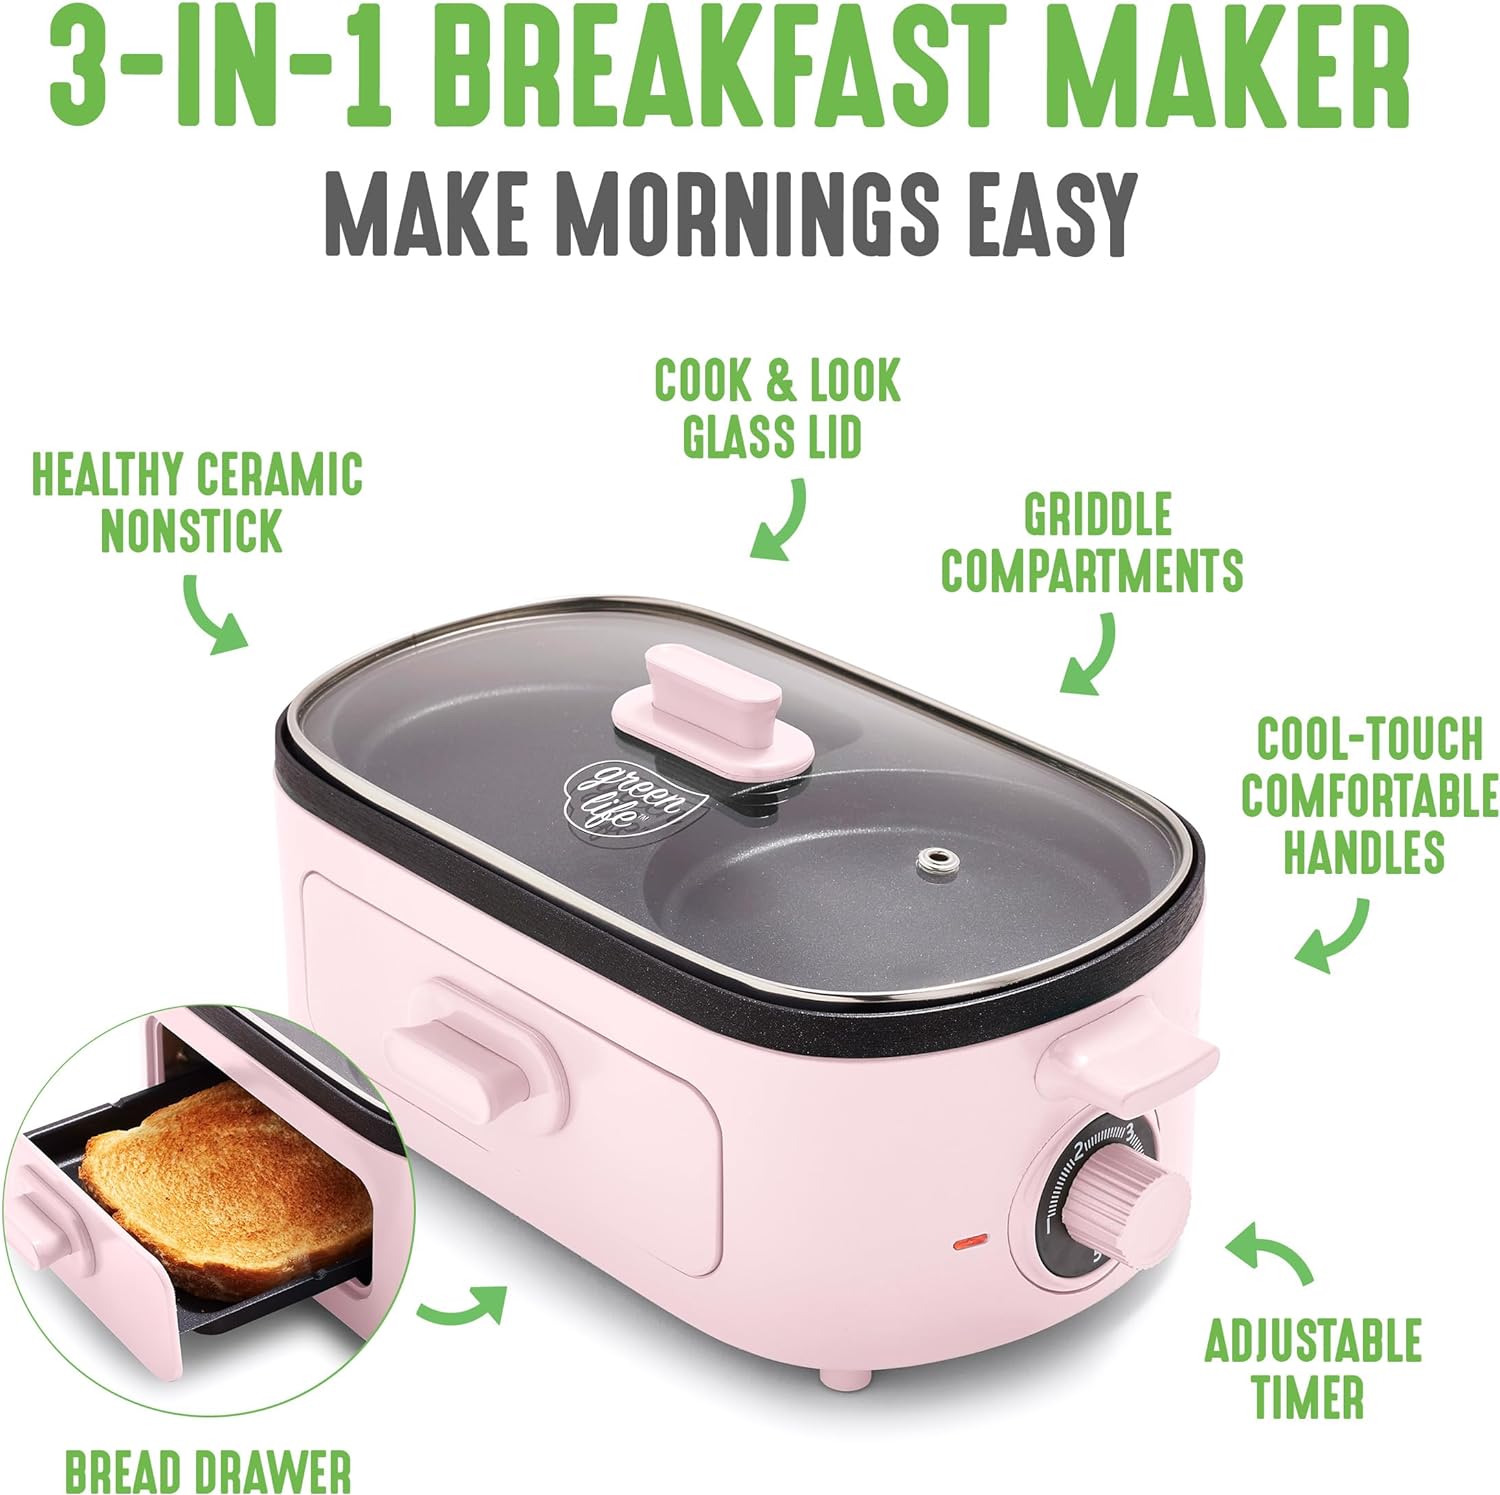 3-IN-1 BREAKFAST MAKER
MAKE MORNINGS EASY
COOK & LOOK
GLASS LID
HEALTHY CERAMIC
NONSTICK
GRIDDLE
COMPARTMENTS
COOL-TOUCH
COMFORTABLE
HANDLES
green
life™
2 3
1
5
ADJUSTABLE
TIMER
BREAD DRAWER